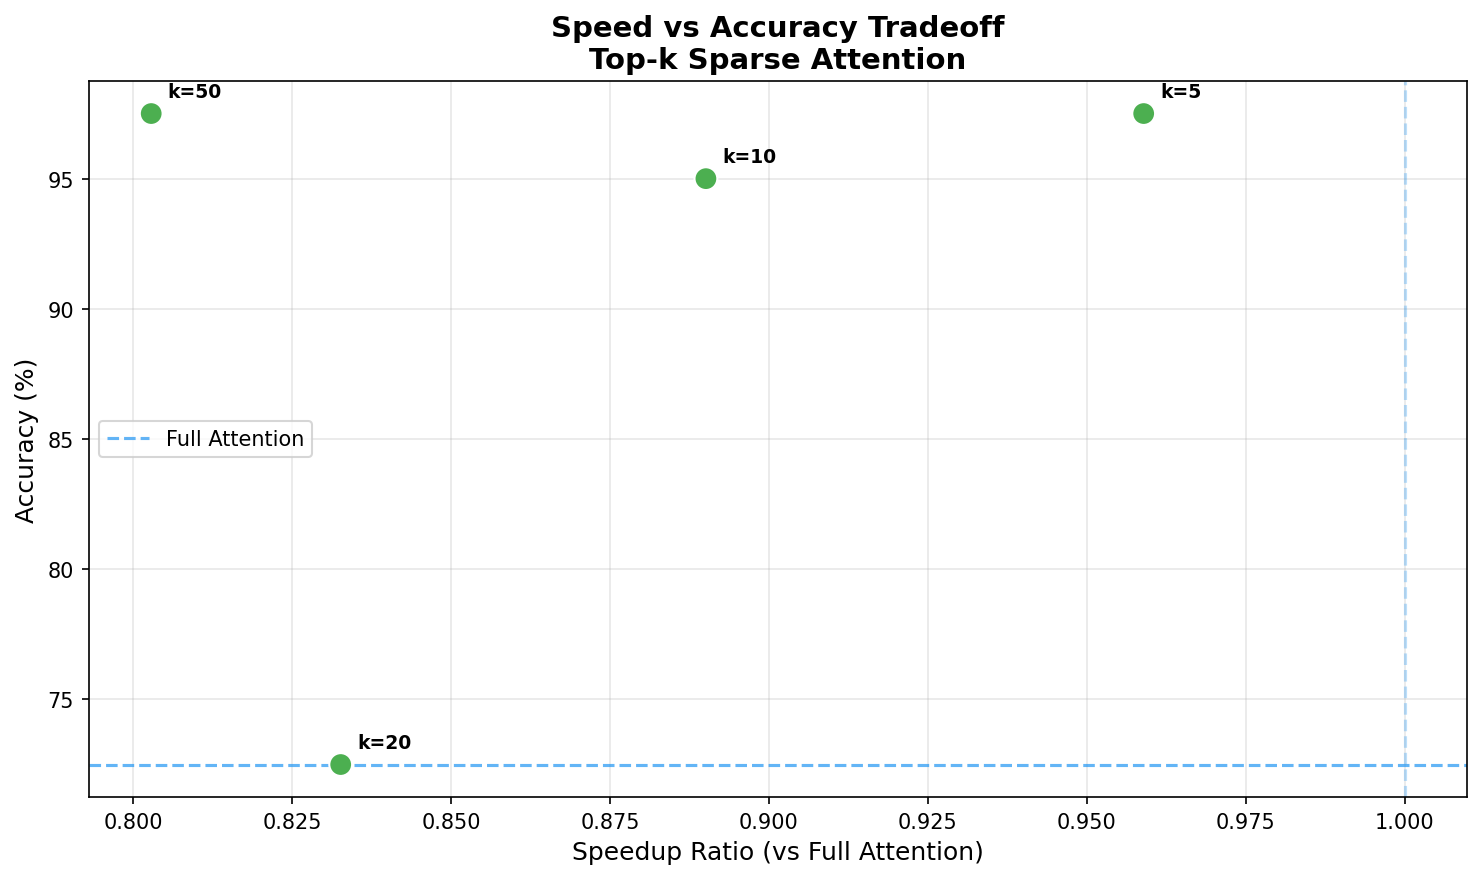 Speed vs Accuracy Tradeoff
Top-k Sparse Attention
k=50
k=5
k=10
k=20
Full Attention
Accuracy (%)
95
90
85
80
75
0.800
0.825
0.850
0.875
0.900
0.925
0.950
0.975
1.000
Speedup Ratio (vs Full Attention)